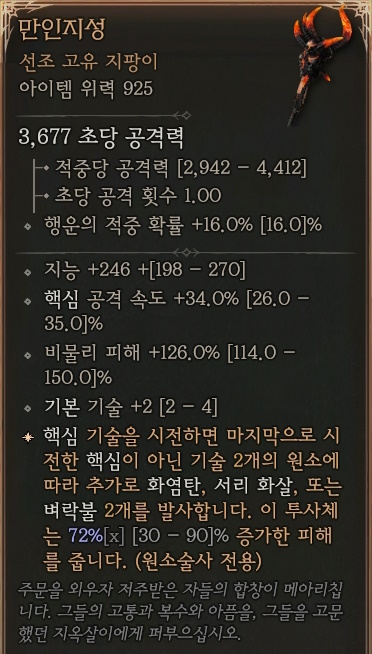 만인지성
선조 고유 지팡이
아이템 위력 925
3,677 초당 공격력
적중당 공격력 [2,942 – 4,412]
초당 공격 횟수 1.00
행운의 적중 확률 +16.0% [16.0]%
지능 +246 +[198 – 270]
핵심 공격 속도 +34.0% [26.0 –
35.0]%
비물리 피해 +126.0% [114.0 –
150.0]%
기본 기술 +2 [2 – 4]
핵심 기술을 시전하면 마지막으로 시
전한 핵심이 아닌 기술 2개의 원소에
따라 추가로 화염탄, 서리 화살, 또는
벼락불 2개를 발사합니다. 이 투사체
는 72%[x] [30 – 90]% 증가한 피해
를 줍니다. (원소술사 전용)
주문을 외우자 저주받은 자들의 합창이 메아리칩
니다. 그들의 고통과 복수와 아픔을, 그들을 고문
했던 지옥살이에게 퍼부으십시오.